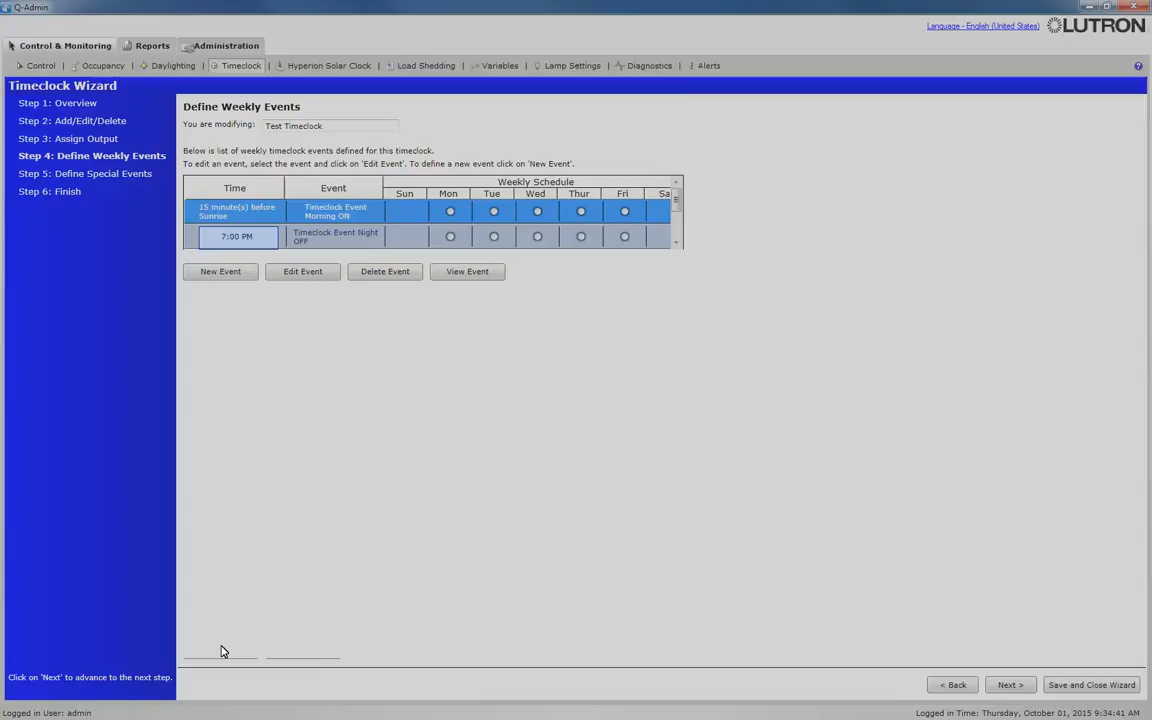 Q-Admin
Language - English (United States)
LUTRON
Control & Monitoring
Reports
Administration
Control | Occupancy | Daylighting | Timeclock | Hyperion Solar Clock | Load Shedding | Variables | Lamp Settings | Diagnostics | Alerts
Timeclock Wizard
Step 1: Overview
Step 2: Add/Edit/Delete
Step 3: Assign Output
Step 4: Define Weekly Events
Step 5: Define Special Events
Step 6: Finish
Define Weekly Events
You are modifying: Test Timeclock
Below is list of weekly timeclock events defined for this timeclock.
To edit an event, select the event and click on 'Edit Event'. To define a new event click on 'New Event'.
Weekly Schedule
Time Event
Sun Mon Tue Wed Thur Fri Sa
15 minute(s) before
Sunrise
Timeclock Event
Morning ON
7:00 PM
Timeclock Event Night
OFF
New Event Edit Event Delete Event View Event
Click on 'Next' to advance to the next step.
< Back Next > Save and Close Wizard
Logged in User: admin
Logged in Time: Thursday, October 01, 2015 9:34:41 AM